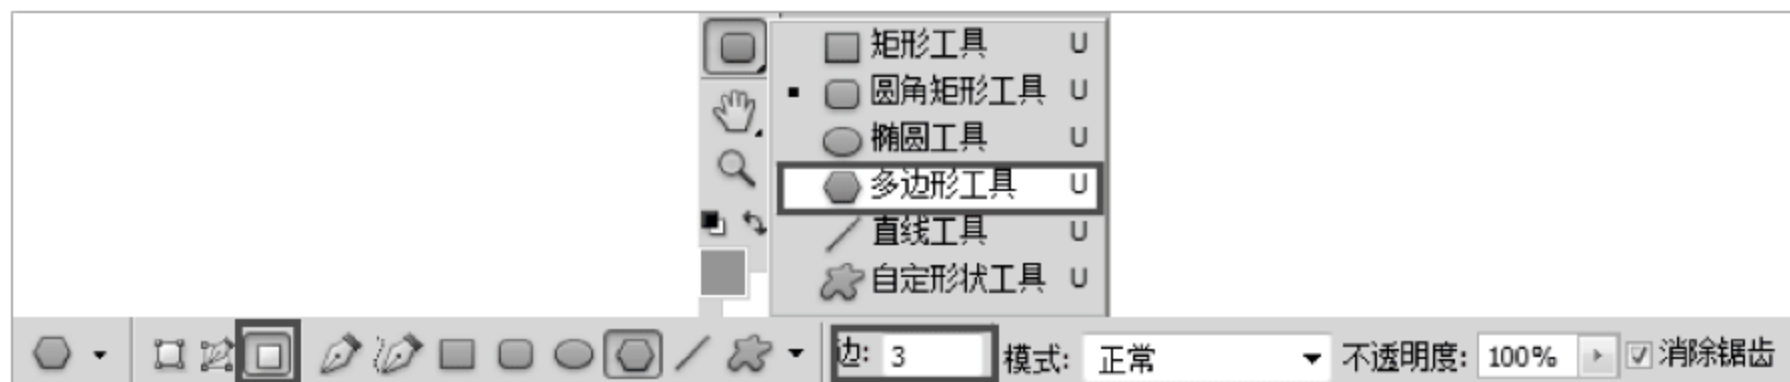 矩形工具 U
圆角矩形工具 U
椭圆工具 U
多边形工具 U
直线工具 U
自定形状工具 U
边: 3 模式: 正常 不透明度: 100% 消除锯齿